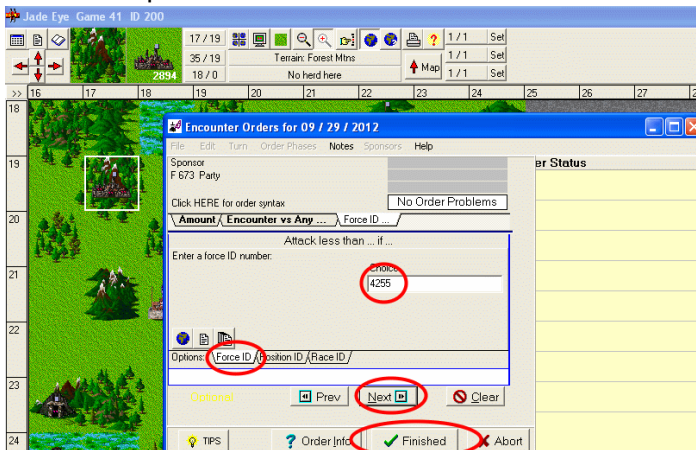 Jade Eye Game 41 ID 200
17 / 19
1 / 1 Set
35 / 19
Terrain: Forest Mtns
Map
1 / 1 Set
2894
18 / 0
No herd here
1 / 1 Set
>> 16 17 18 19 20 21 22 23 24 25 26 27
18
19
20
21
22
23
24
Encounter Orders for 09 / 29 / 2012
File Edit Turn Order Phases Notes Sponsors Help
Sponsor
F 673 Party
er Status
Click HERE for order syntax
No Order Problems
Amount Encounter vs Any ... Force ID ...
Attack less than ... if ...
Enter a force ID number:
Choice
4255
Options: Force ID Position ID Race ID
Optional
Prev Next Clear
TIPS Order Info Finished Abort